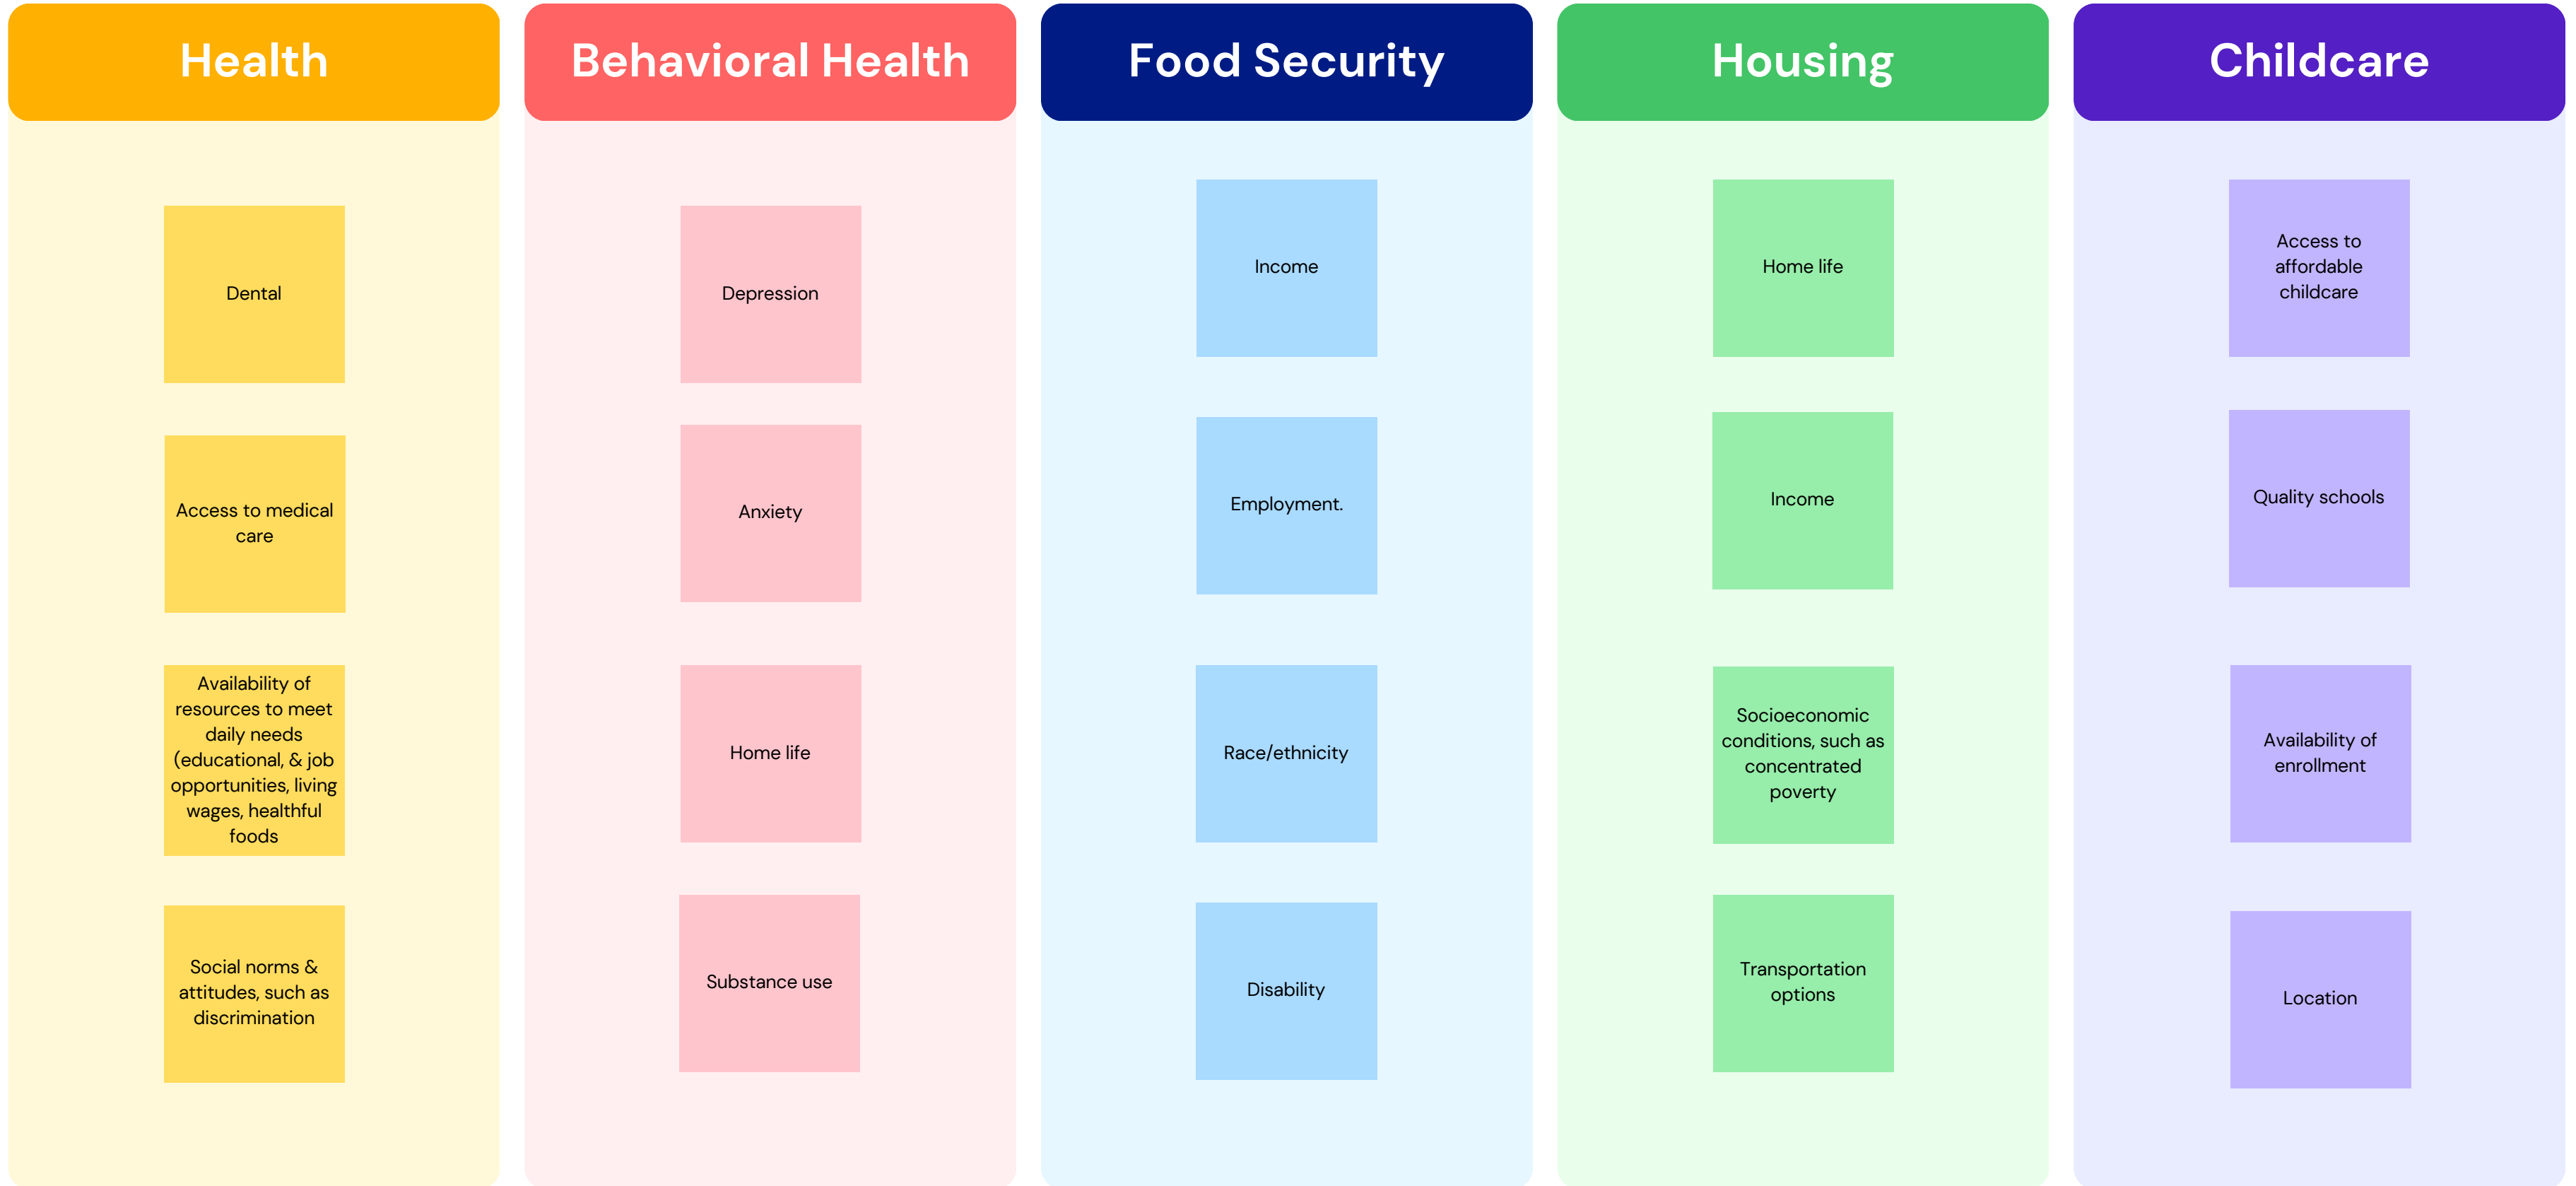 Health
Dental
Access to medical
care
Availability of
resources to meet
daily needs
(educational, & job
opportunities, living
wages, healthful
foods
Social norms &
attitudes, such as
discrimination
Behavioral Health
Depression
Anxiety
Home life
Substance use
Food Security
Income
Employment.
Race/ethnicity
Disability
Housing
Home life
Income
Socioeconomic
conditions, such as
concentrated
poverty
Transportation
options
Childcare
Access to
affordable
childcare
Quality schools
Availability of
enrollment
Location